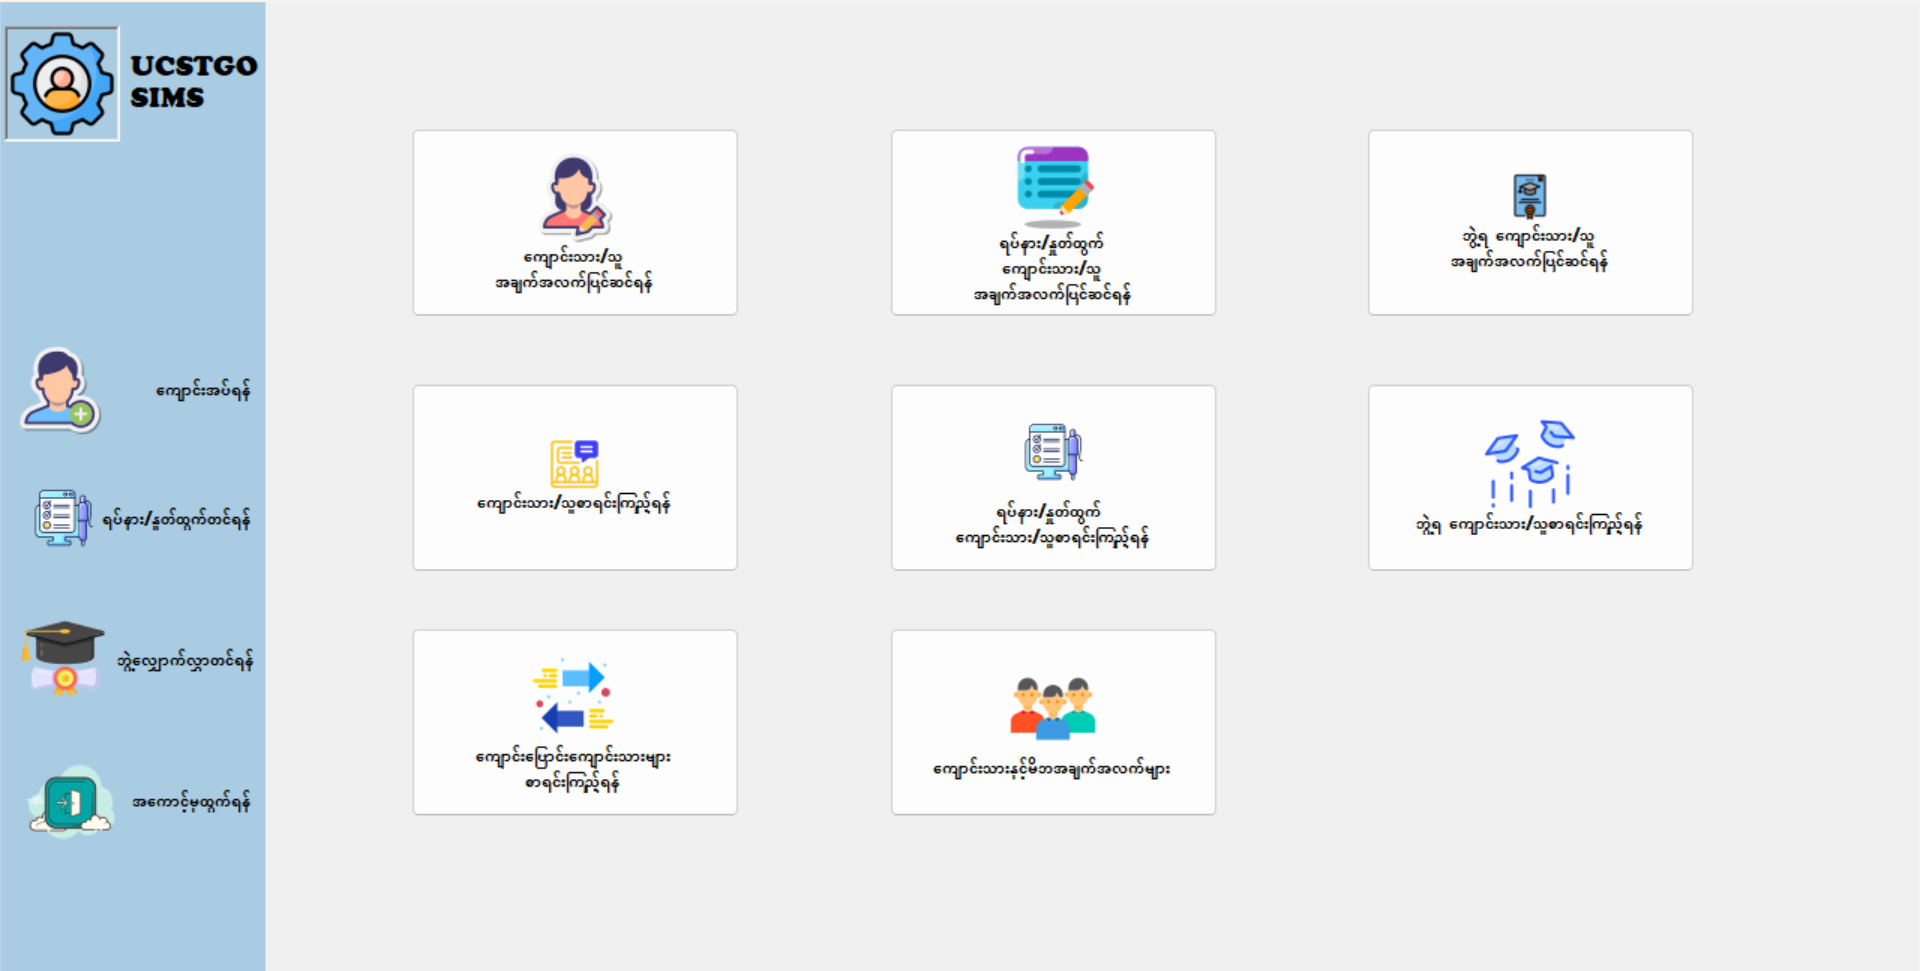 UCSTGO
SIMS
ကျောင်းအပ်ရန်
ရပ်နား/နှုတ်ထွက်တင်ရန်
ဘွဲ့လျှောက်လွှာတင်ရန်
အကောင့်မှထွက်ရန်
ကျောင်းသား/သူ
အချက်အလက်ပြင်ဆင်ရန်
ရပ်နား/နှုတ်ထွက်
ကျောင်းသား/သူ
အချက်အလက်ပြင်ဆင်ရန်
ဘွဲ့ရ ကျောင်းသား/သူ
အချက်အလက်ပြင်ဆင်ရန်
ကျောင်းသား/သူစာရင်းကြည့်ရန်
ရပ်နား/နှုတ်ထွက်
ကျောင်းသား/သူစာရင်းကြည့်ရန်
ဘွဲ့ရ ကျောင်းသား/သူစာရင်းကြည့်ရန်
ကျောင်းပြောင်းကျောင်းသားများ
စာရင်းကြည့်ရန်
ကျောင်းသားနှင့်မိဘအချက်အလက်များ